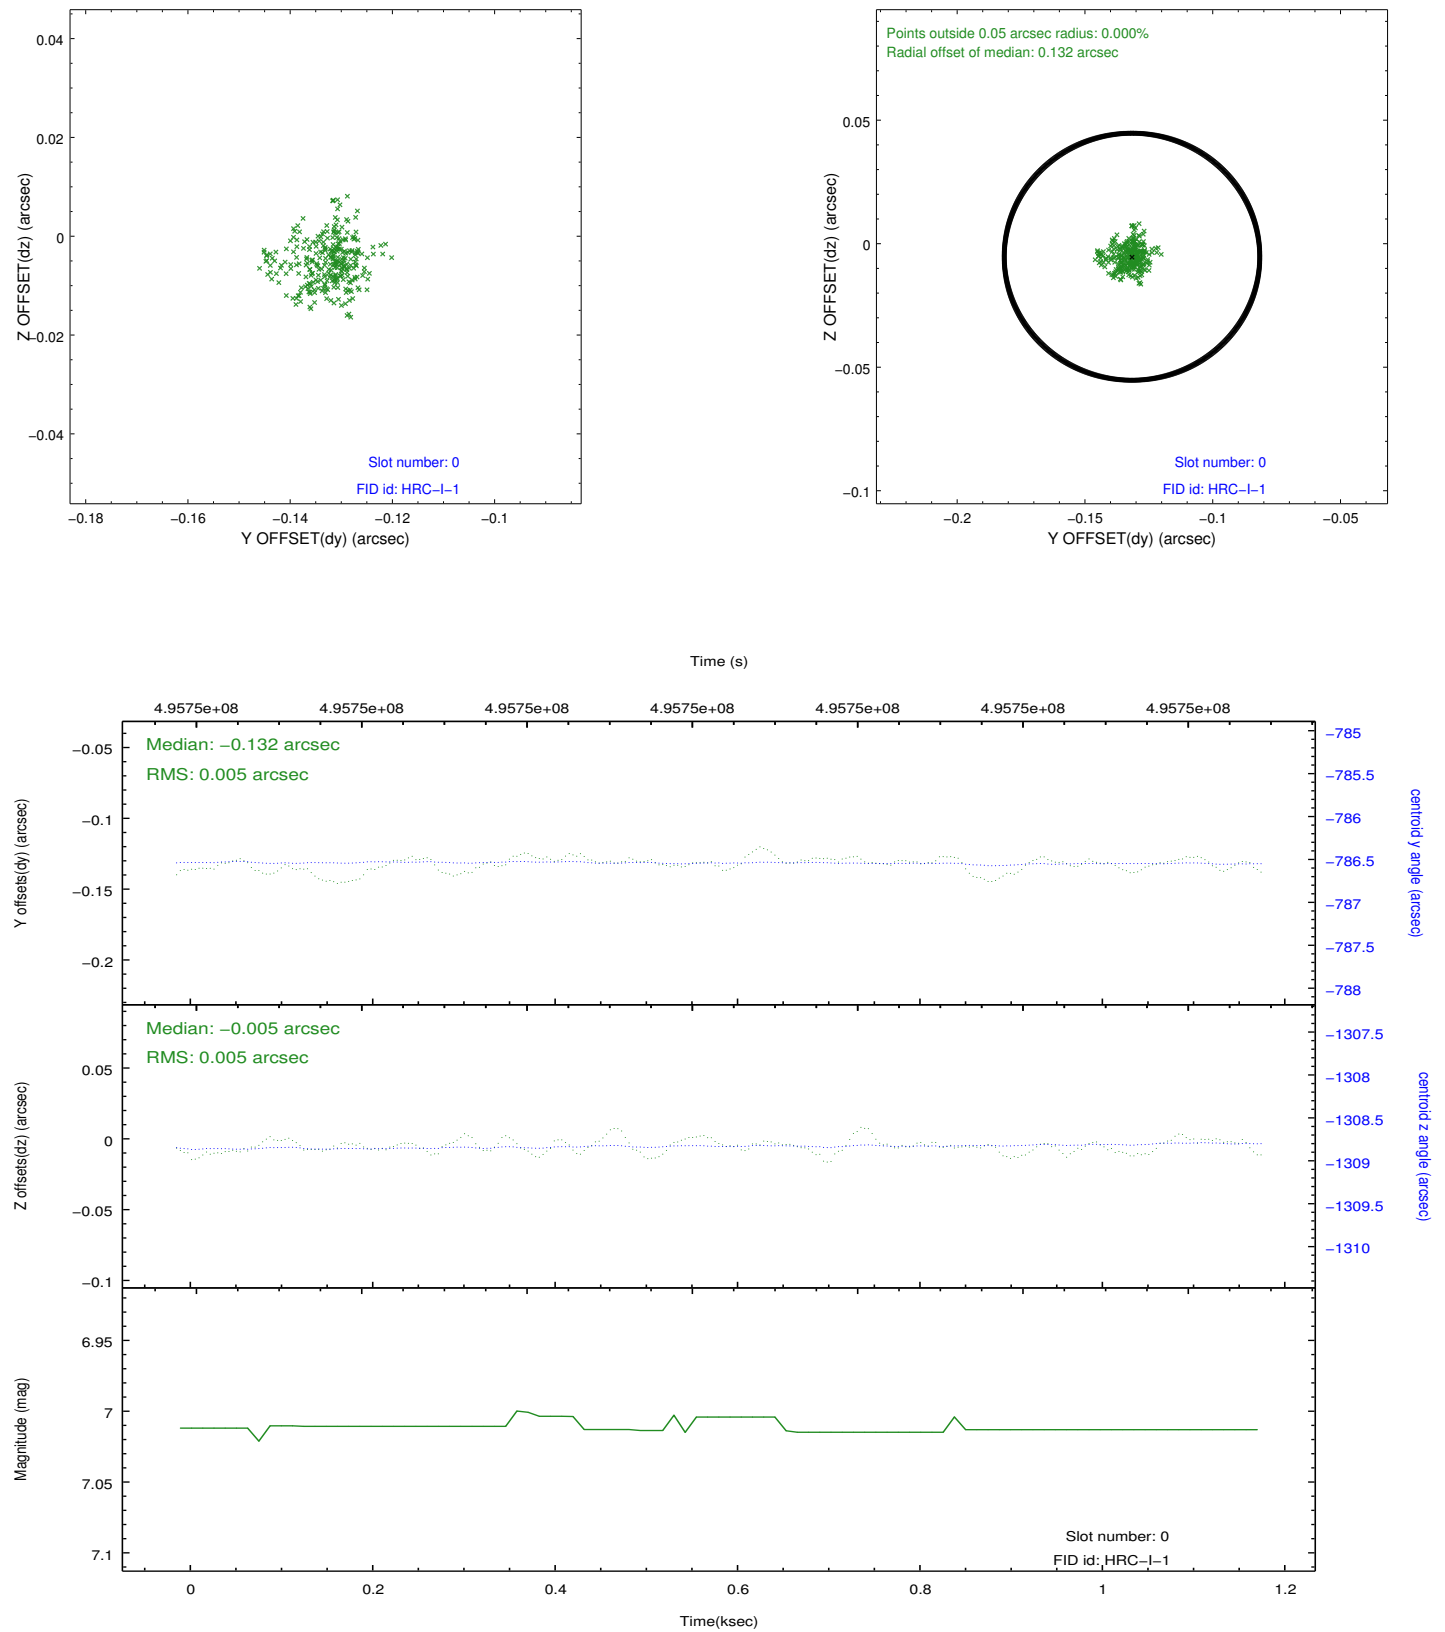 0.04
0.02
0
−0.02
−0.04
Z OFFSET(dz) (arcsec)
Slot number: 0
FID id: HRC−I−1
−0.18
−0.16
−0.14
−0.12
−0.1
Y OFFSET(dy) (arcsec)
Points outside 0.05 arcsec radius: 0.000%
Radial offset of median: 0.132 arcsec
0.05
0
−0.05
−0.1
Z OFFSET(dz) (arcsec)
Slot number: 0
FID id: HRC−I−1
−0.2
−0.15
−0.1
−0.05
Y OFFSET(dy) (arcsec)
Time (s)
4.9575e+08
4.9575e+08
4.9575e+08
4.9575e+08
4.9575e+08
4.9575e+08
4.9575e+08
Median: −0.132 arcsec
RMS: 0.005 arcsec
−0.05
−0.1
−0.15
−0.2
Y offsets(dy) (arcsec)
−785
−785.5
−786
−786.5
−787
−787.5
−788
centroid y angle (arcsec)
Median: −0.005 arcsec
RMS: 0.005 arcsec
0.05
0
−0.05
−0.1
Z offsets(dz) (arcsec)
−1307.5
−1308
−1308.5
−1309
−1309.5
−1310
centroid z angle (arcsec)
6.95
7
7.05
7.1
Magnitude (mag)
Slot number: 0
FID id: HRC−I−1
0
0.2
0.4
0.6
0.8
1
1.2
Time(ksec)